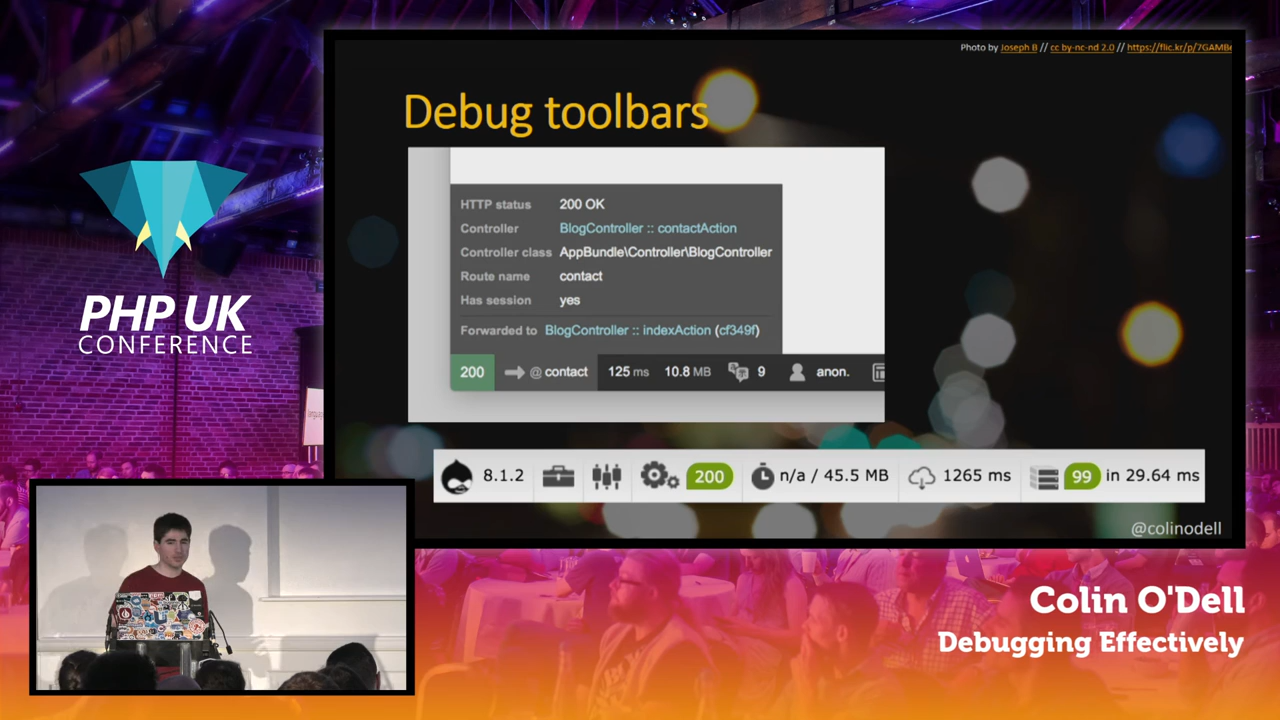 Photo by Joseph B // cc by-nc-nd 2.0 // https://flic.kr/p/7GAMB
Debug toolbars
HTTP status 200 OK
Controller BlogController :: contactAction
Controller class AppBundle\Controller\BlogController
Route name contact
Has session yes
Forwarded to BlogController :: indexAction (cf349f)
200 @ contact 125 ms 10.8 MB 9 anon.
8.1.2 200 n/a / 45.5 MB 1265 ms 99 in 29.64 ms
@colinodell
PHP UK
CONFERENCE
Colin O'Dell
Debugging Effectively